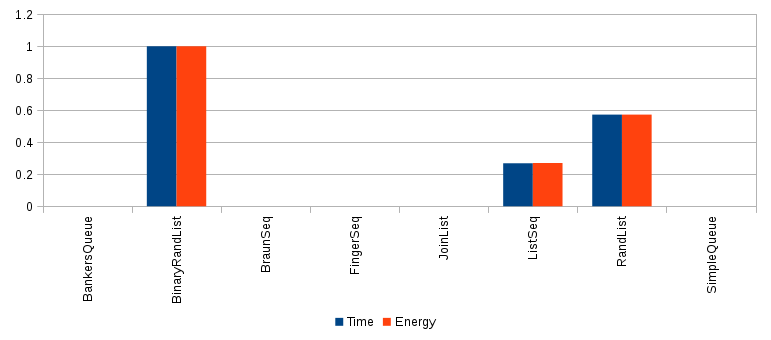 1.2
1
0.8
0.6
0.4
0.2
0
BankersQueue
BinaryRandList
BraunSeq
FingerSeq
JoinList
ListSeq
RandList
SimpleQueue
Time Energy